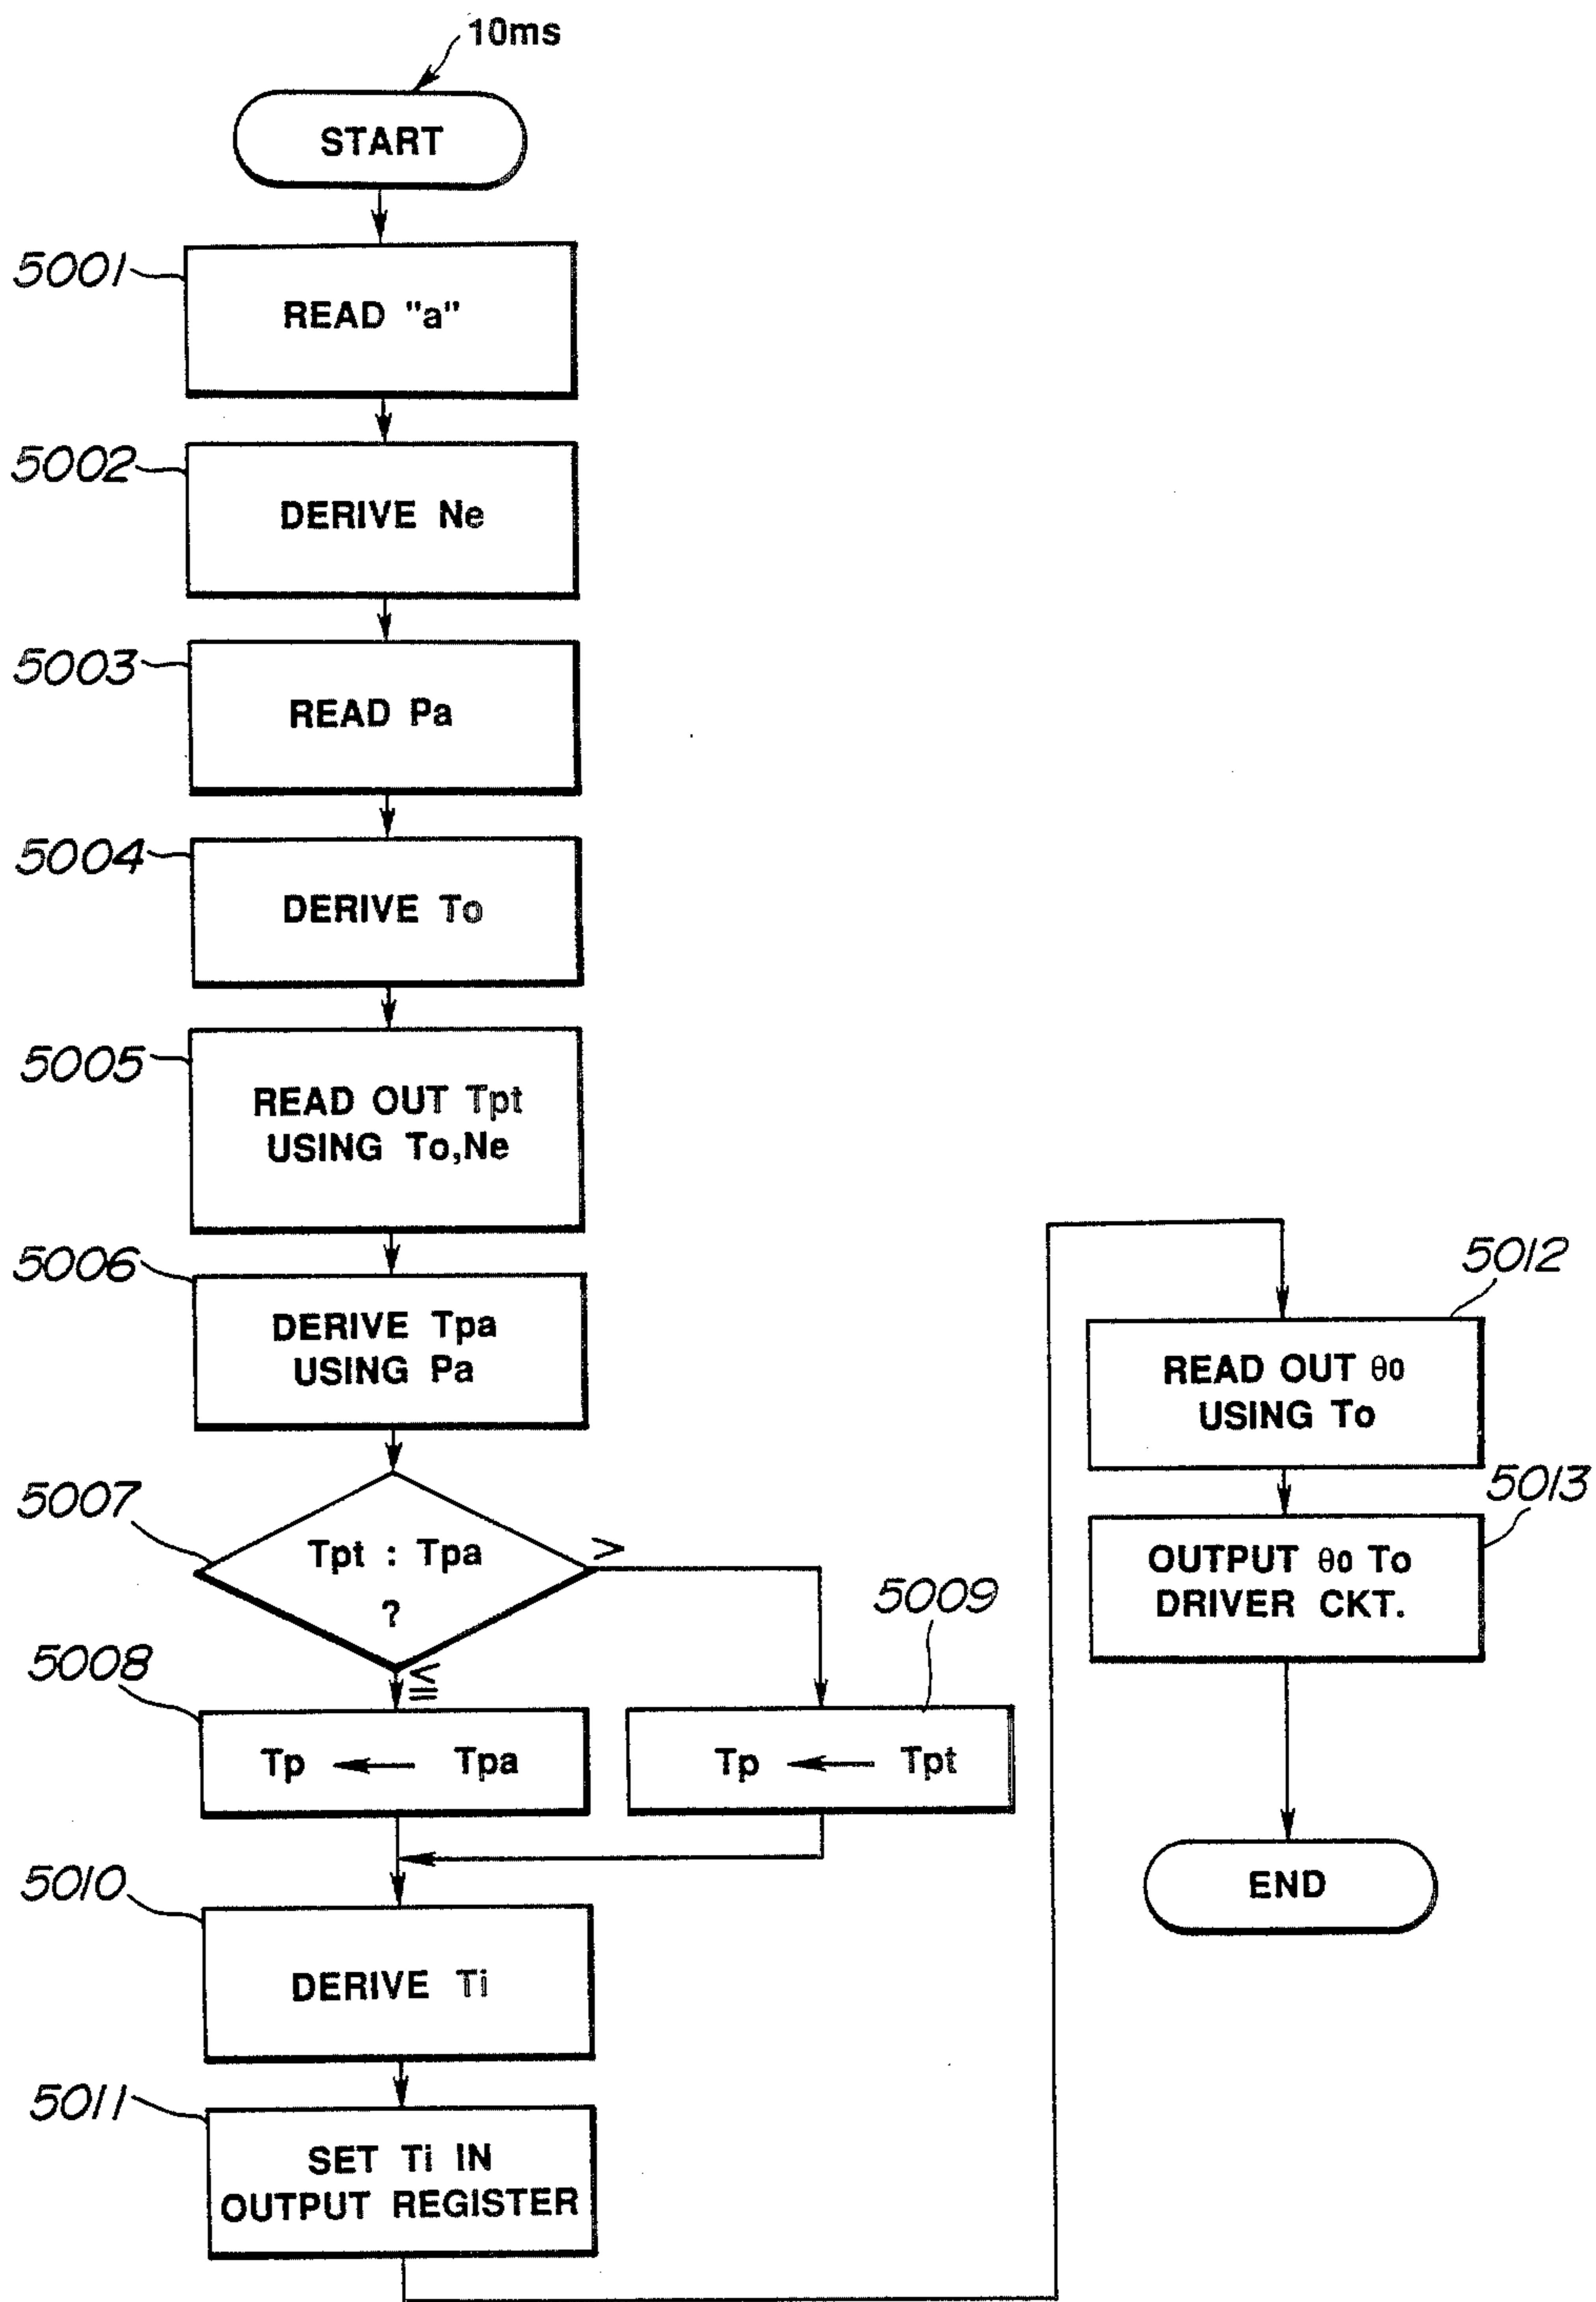 10ms
START
5001
READ "a"
5002
DERIVE Ne
5003
READ Pa
5004
DERIVE To
5005
READ OUT Tpt
USING To,Ne
5006
DERIVE Tpa
USING Pa
5007
Tpt : Tpa
?
>
≦
5008
Tp ← Tpa
5009
Tp ← Tpt
5010
DERIVE Ti
5011
SET Ti IN
OUTPUT REGISTER
5012
READ OUT θo
USING To
5013
OUTPUT θo To
DRIVER CKT.
END